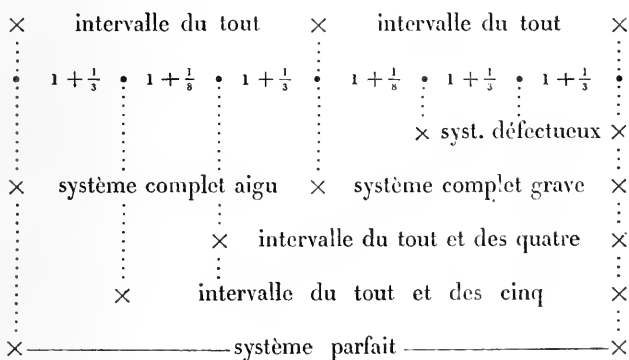 × intervalle du tout × intervalle du tout ×
1 + 1/3 • 1 + 1/8 • 1 + 1/3 • 1 + 1/8 • 1 + 1/3 • 1 + 1/3 •
× syst. défectueux ×
× système complet aigu × système complet grave ×
× intervalle du tout et des quatre ×
× intervalle du tout et des cinq ×
× système parfait ×